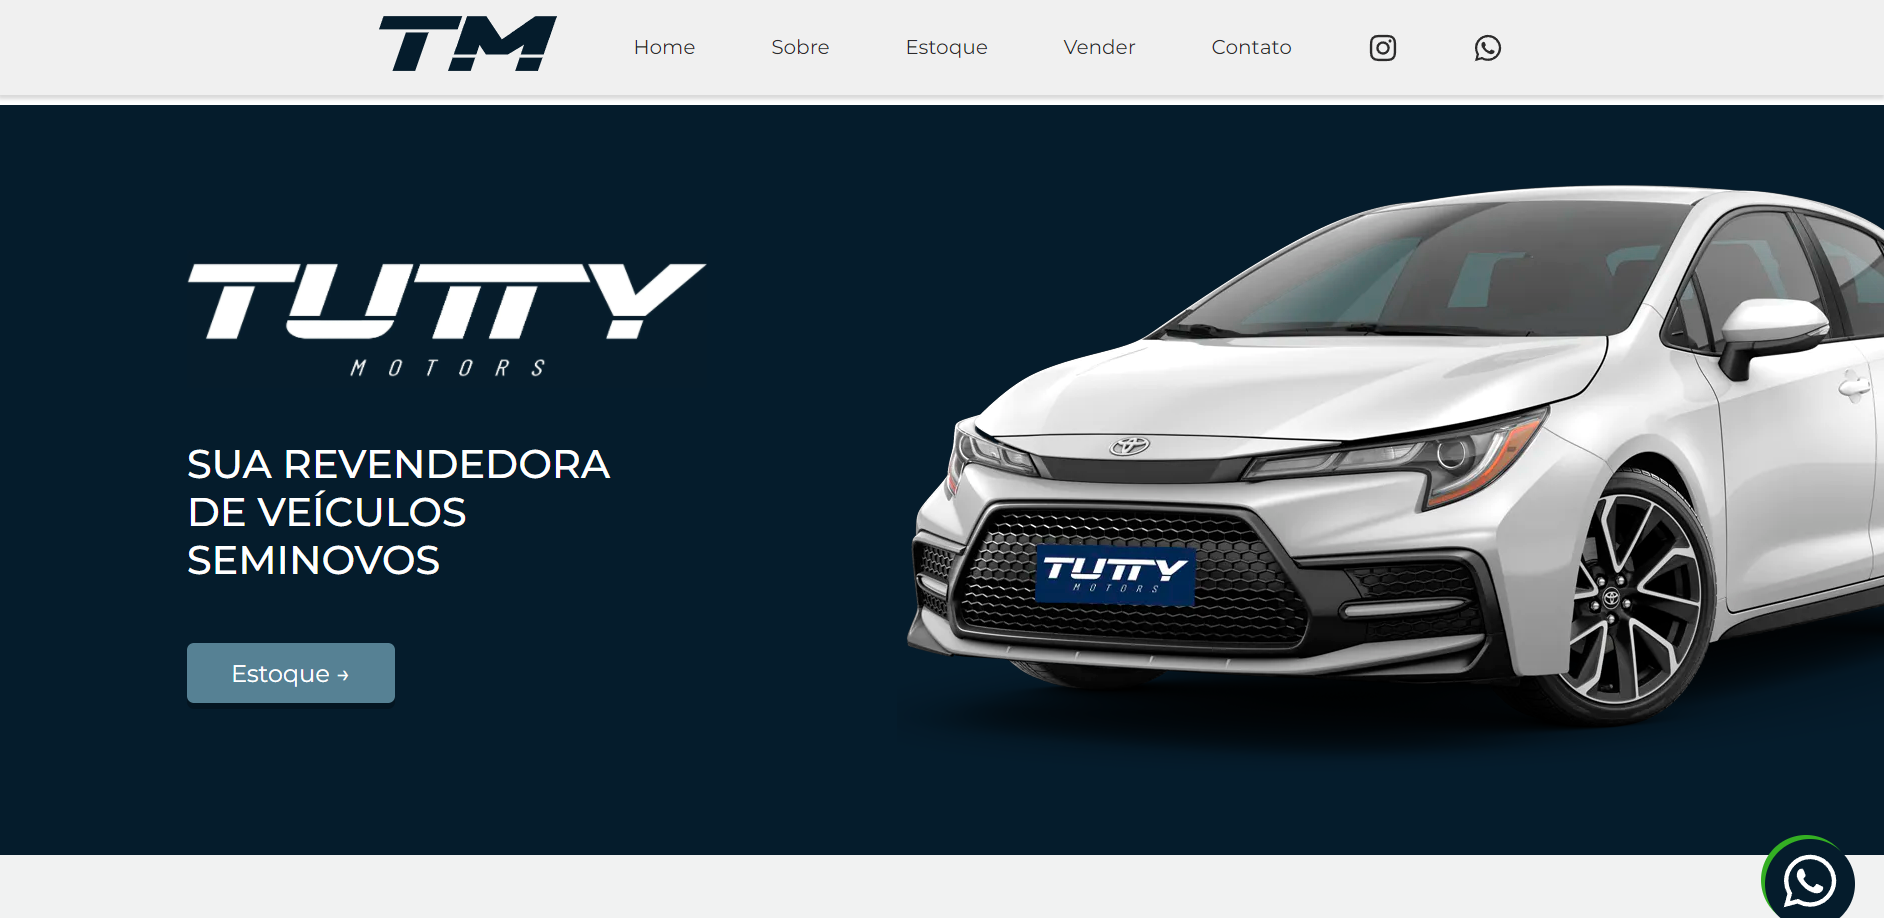 TM
Home
Sobre
Estoque
Vender
Contato
TUTTY
MOTORS
SUA REVENDEDORA
DE VEÍCULOS
SEMINOVOS
Estoque →
TUTTY
MOTORS